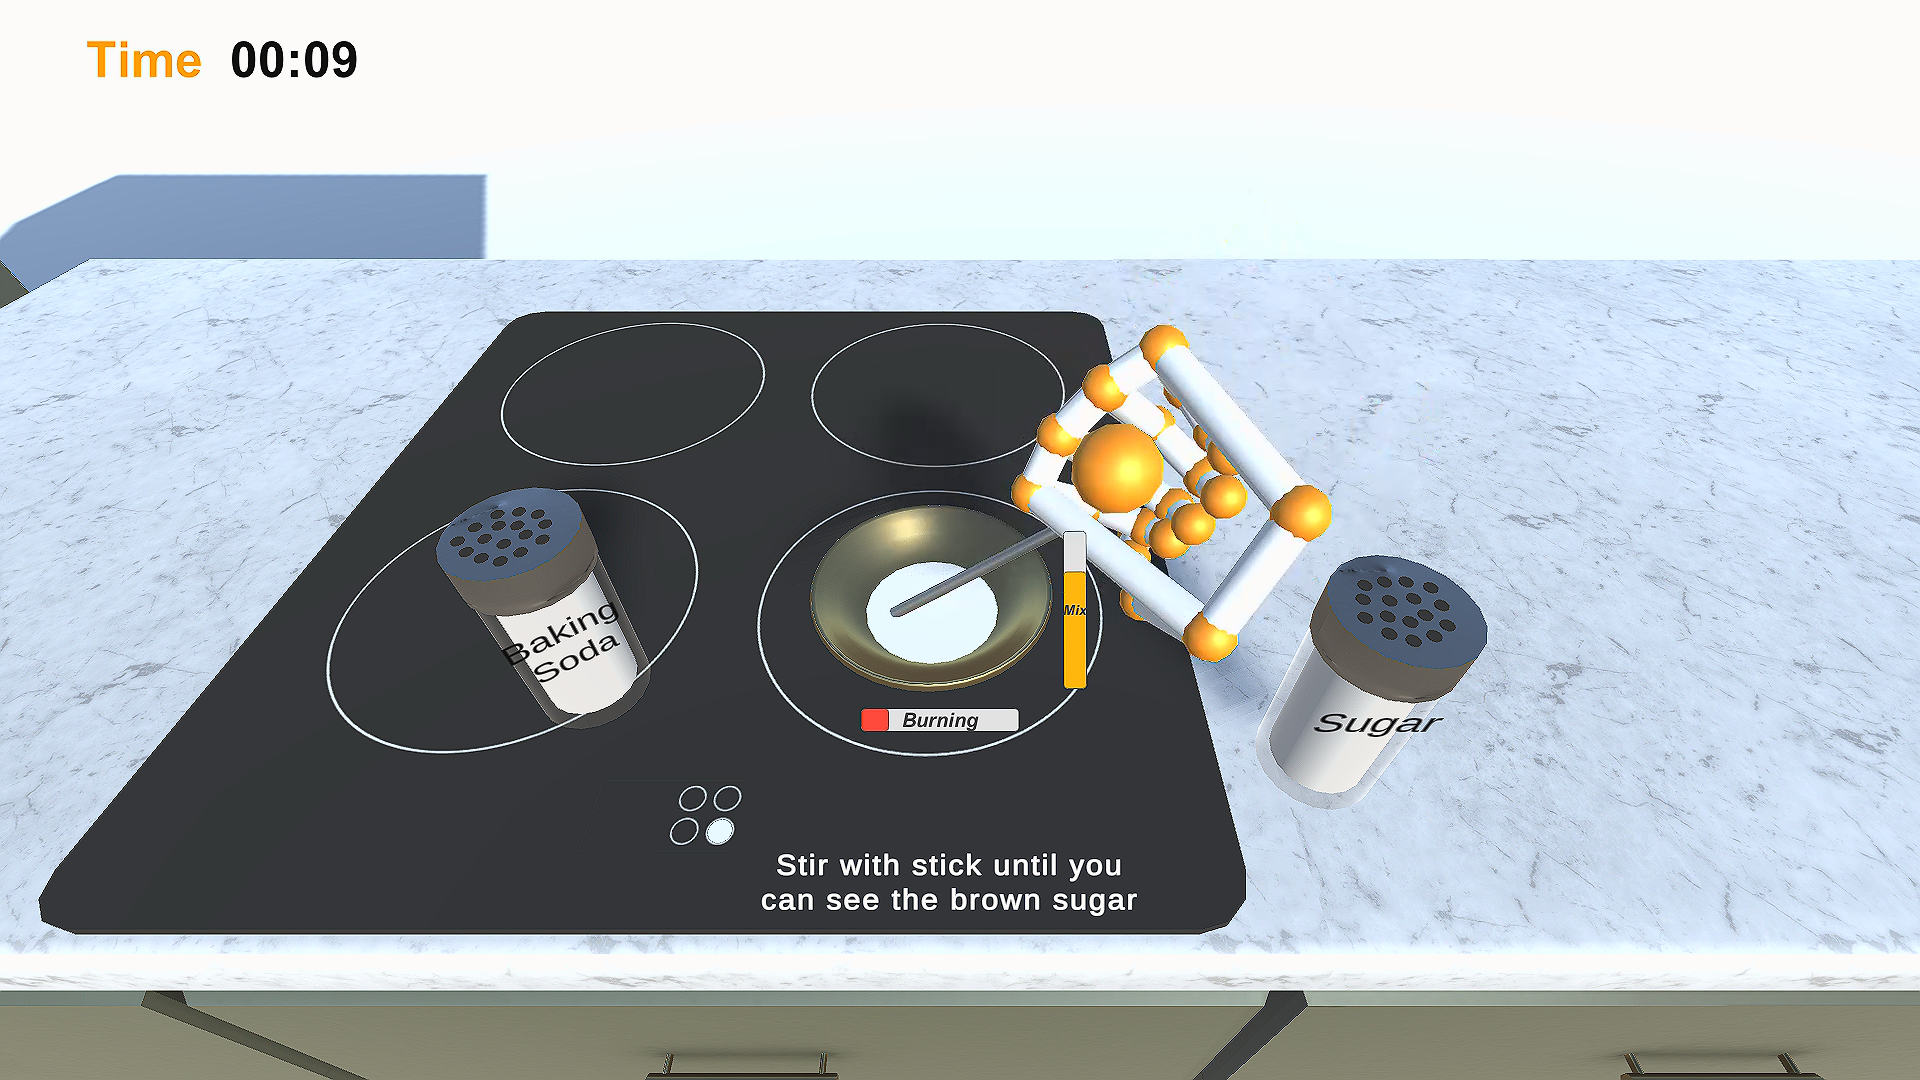 Time 00:09
Baking
Soda
Mix
Sugar
Burning
Stir with stick until you
can see the brown sugar